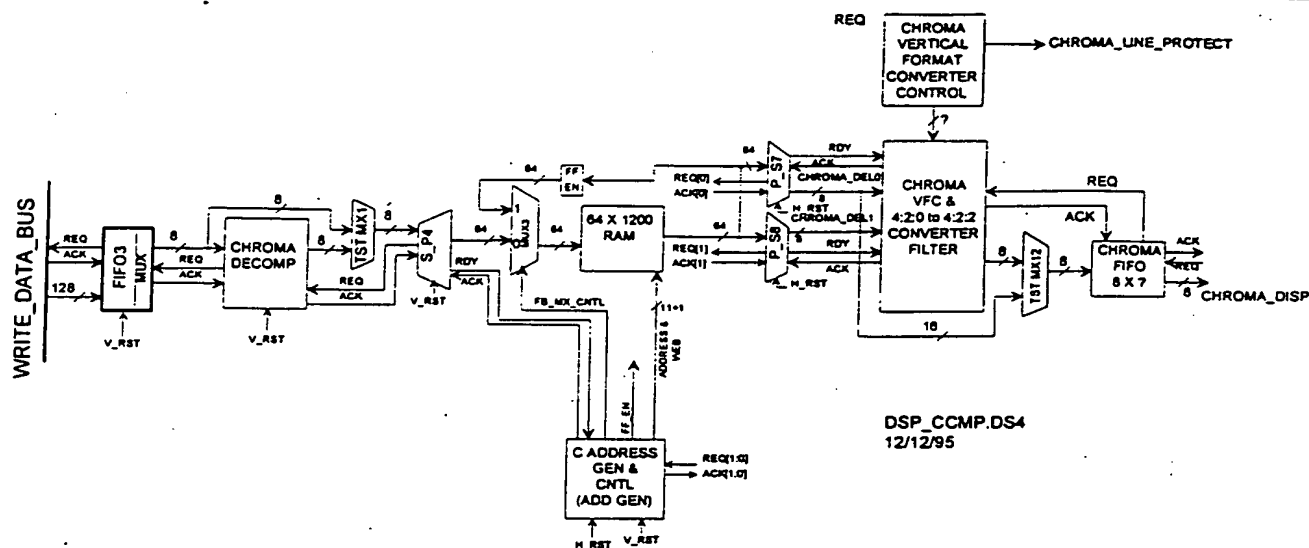 REQ
CHROMA
VERTICAL
FORMAT
CONVERTER
CONTROL
CHROMA_LINE_PROTECT
?
WRITE_DATA_BUS
REQ
ACK
128
FIFO3
MUX
V_RST
8
8
REQ
ACK
CHROMA
DECOMP
V_RST
8
TST MX1
8
REQ
ACK
S_P4
V_RST
RDY
ACK
64
64
FF
EN
1
0
MUX3
64
FB_MX_CNTL
64 X 1200
RAM
11+1
ADDRESS &
WEB
FF_EN
C ADDRESS
GEN &
CNTL
(ADD GEN)
REQ[1:0]
ACK[1:0]
H_RST
V_RST
64
64
REQ[0]
ACK[0]
P_S7
H_RST
RDY
ACK
CHROMA_DEL0
8
REQ[1]
ACK[1]
P_S8
H_RST
CHROMA_DEL1
RDY
ACK
CHROMA
VFC &
4:2:0 to 4:2:2
CONVERTER
FILTER
REQ
ACK
8
16
TST MX12
8
CHROMA
FIFO
8 X ?
ACK
REQ
8
CHROMA_DISP
DSP_CCMP.DS4
12/12/95